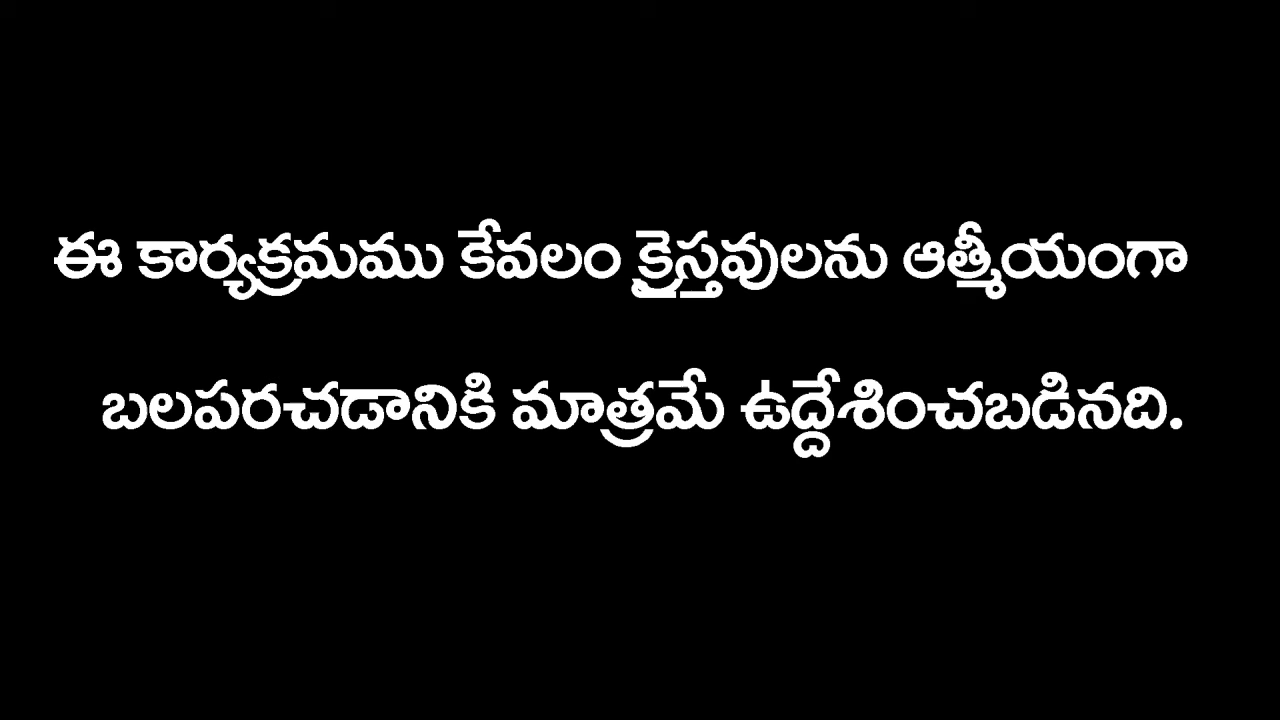 ఈ కార్యక్రమము కేవలం క్రైస్తవులను ఆత్మీయంగా
బలపరచడానికి మాత్రమే ఉద్దేశించబడినది.